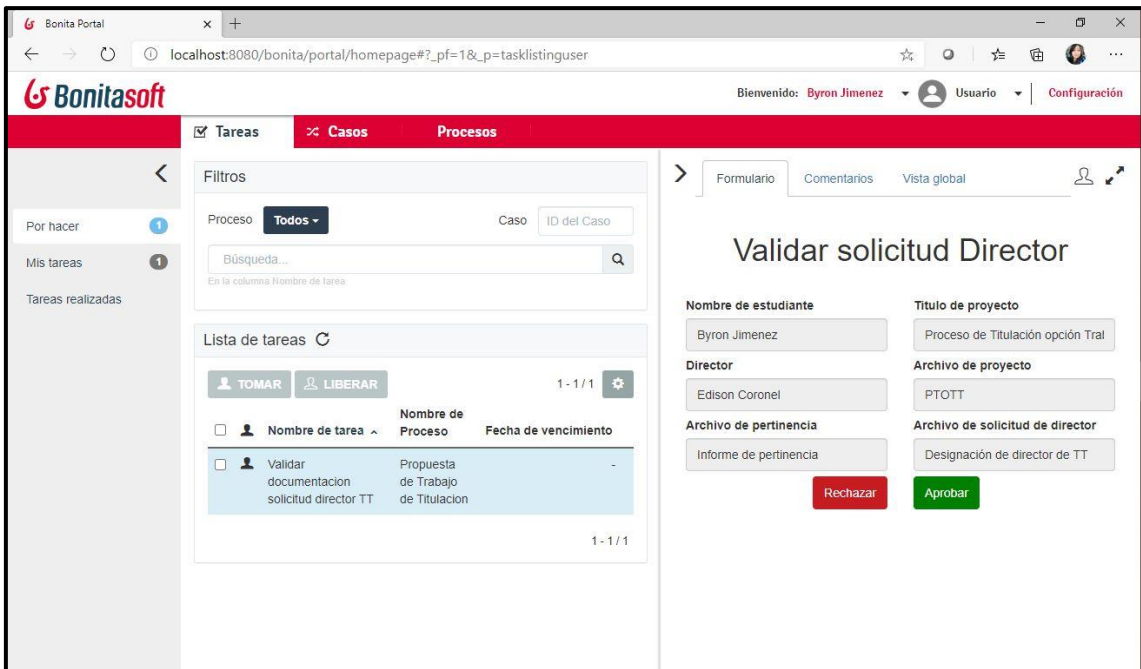 Bonita Portal
localhost:8080/bonita/portal/homepage#?_pf=1&_p=tasklistinguser
Bonitasoft
Bienvenido: Byron Jimenez
Usuario
Configuración
Tareas
Casos
Procesos
Por hacer 1
Mis tareas 1
Tareas realizadas
Filtros
Proceso Todos
Caso ID del Caso
Búsqueda...
En la columna Nombre de tarea
Lista de tareas
TOMAR LIBERAR 1 - 1 / 1
Nombre de tarea
Nombre de
Proceso
Fecha de vencimiento
Validar
documentacion
solicitud director TT
Propuesta
de Trabajo
de Titulacion
-
1 - 1 / 1
Formulario Comentarios Vista global
Validar solicitud Director
Nombre de estudiante Titulo de proyecto
Byron Jimenez Proceso de Titulación opción Tral
Director Archivo de proyecto
Edison Coronel PTOTT
Archivo de pertinencia Archivo de solicitud de director
Informe de pertinencia Designación de director de TT
Rechazar Aprobar